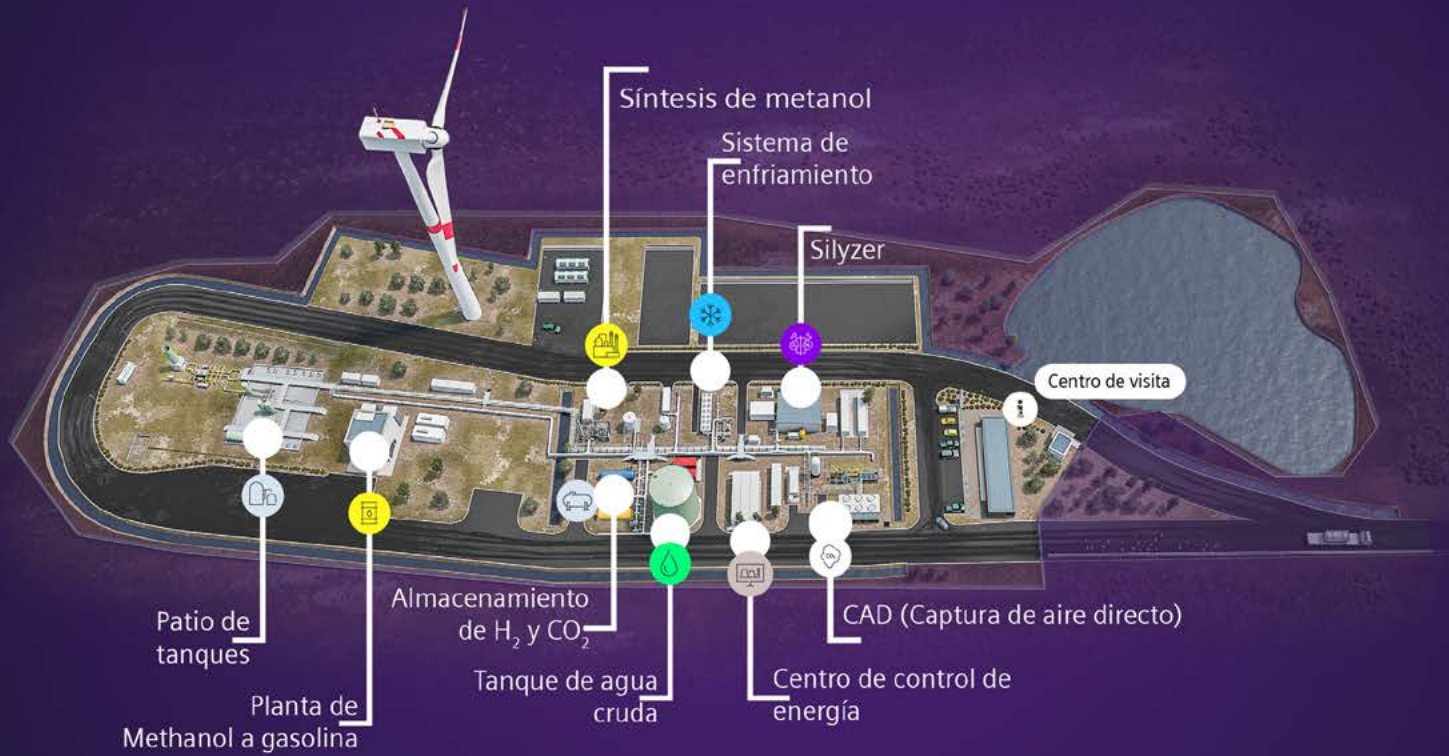 Síntesis de metanol
Sistema de
enfriamiento
Silyzer
Centro de visita
Patio de
tanques
Planta de
Methanol a gasolina
Almacenamiento
de H₂ y CO₂
Tanque de agua
cruda
Centro de control de
energía
CAD (Captura de aire directo)